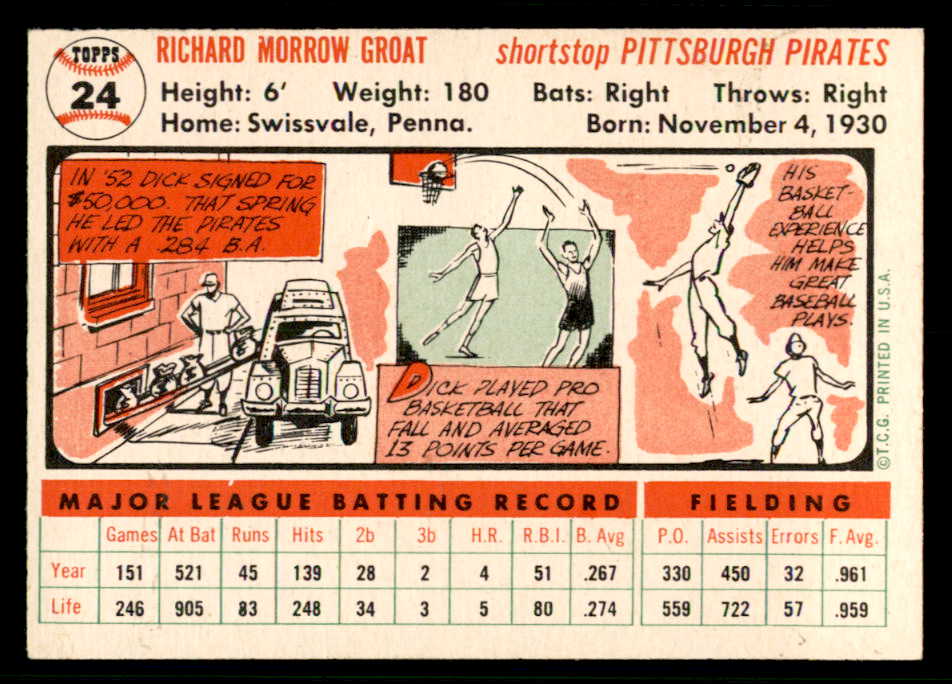 TOPPS
24
RICHARD MORROW GROAT
shortstop PITTSBURGH PIRATES
Height: 6' Weight: 180 Bats: Right Throws: Right
Home: Swissvale, Penna. Born: November 4, 1930
IN '52 DICK SIGNED FOR
$50,000. THAT SPRING
HE LED THE PIRATES
WITH A .284 B.A.
DICK PLAYED PRO
BASKETBALL THAT
FALL AND AVERAGED
13 POINTS PER GAME.
HIS
BASKET-
BALL
EXPERIENCE
HELPS
HIM MAKE
GREAT
BASEBALL
PLAYS.
©T.C.G. PRINTED IN U.S.A.
MAJOR LEAGUE BATTING RECORD FIELDING
Games At Bat Runs Hits 2b 3b H.R. R.B.I. B. Avg P.O. Assists Errors F. Avg.
Year 151 521 45 139 28 2 4 51 .267 330 450 32 .961
Life 246 905 83 248 34 3 5 80 .274 559 722 57 .959